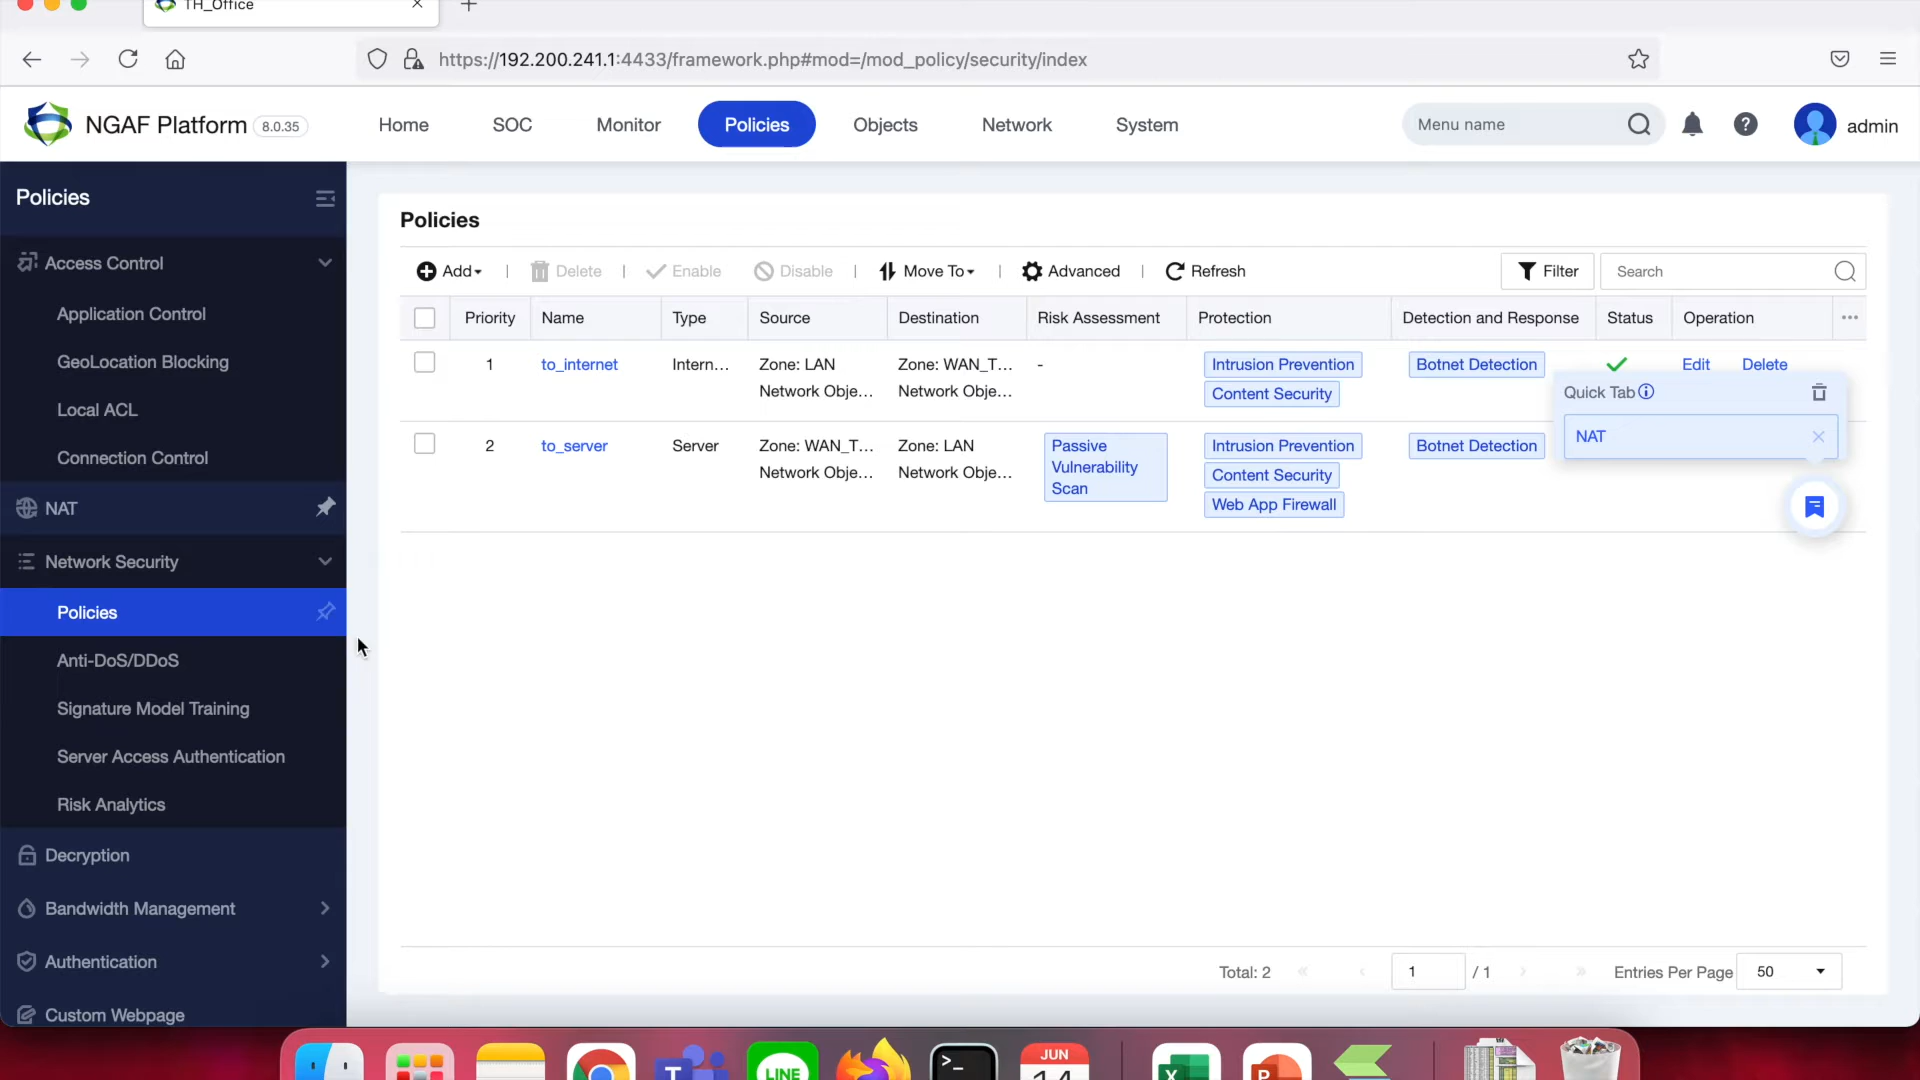 TH_Office
https://192.200.241.1:4433/framework.php#mod=/mod_policy/security/index
NGAF Platform 8.0.35
Home
SOC
Monitor
Policies
Objects
Network
System
Menu name
admin
Policies
Access Control
Application Control
GeoLocation Blocking
Local ACL
Connection Control
NAT
Network Security
Policies
Anti-DoS/DDoS
Signature Model Training
Server Access Authentication
Risk Analytics
Decryption
Bandwidth Management
Authentication
Custom Webpage
Policies
Add
Delete
Enable
Disable
Move To
Advanced
Refresh
Filter
Search
Priority Name Type Source Destination Risk Assessment Protection Detection and Response Status Operation
1 to_internet Intern... Zone: LAN Zone: WAN_T... - Intrusion Prevention Botnet Detection Edit Delete
Network Obje... Network Obje... Content Security
Quick Tab
NAT
2 to_server Server Zone: WAN_T... Zone: LAN Passive Intrusion Prevention Botnet Detection
Network Obje... Network Obje... Vulnerability Content Security
Scan Web App Firewall
Total: 2 1 / 1 Entries Per Page 50
LINE
JUN
14